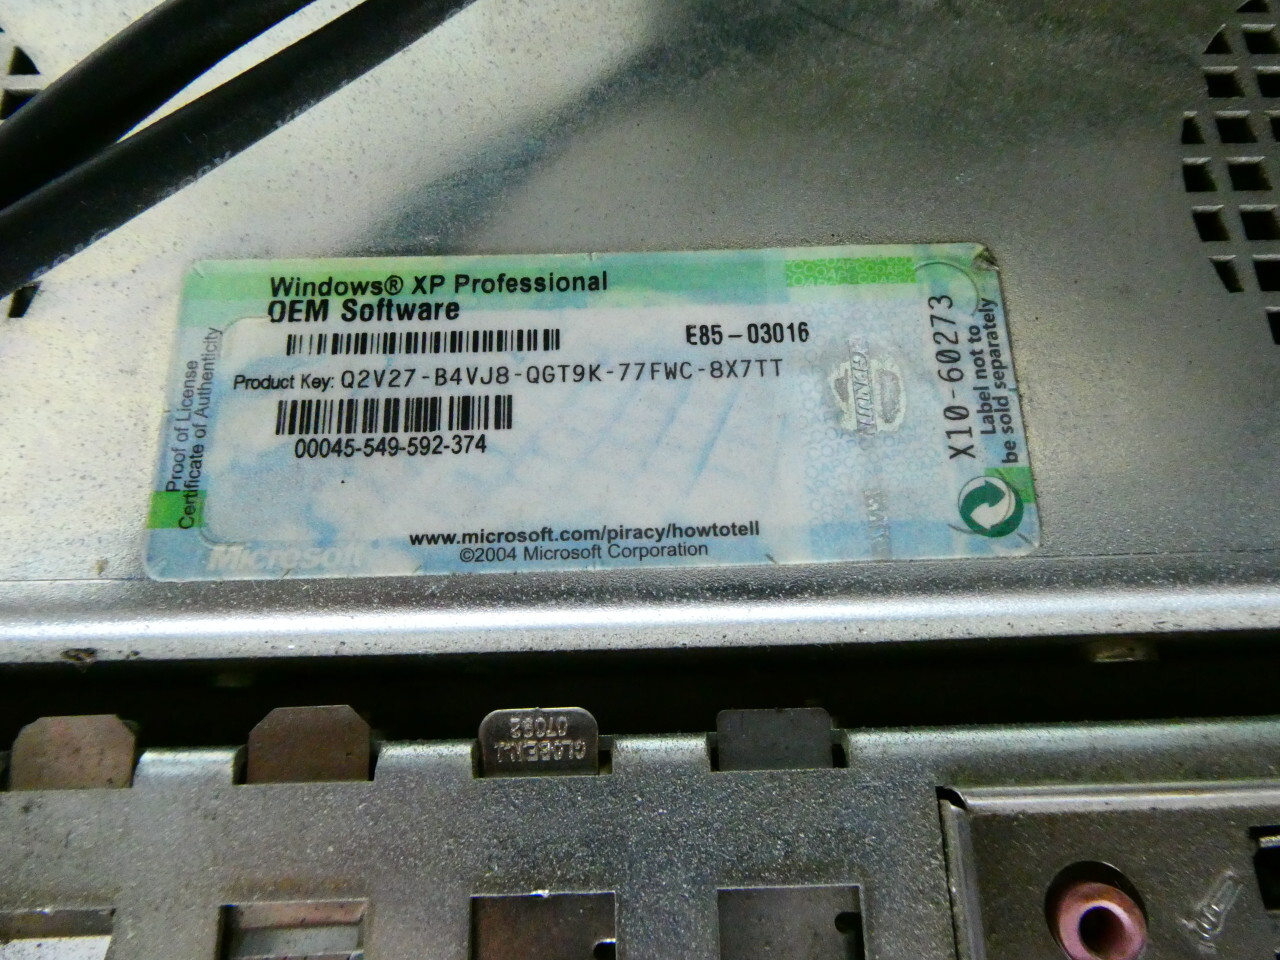 Windows® XP Professional
OEM Software
E85-03016
Product Key: Q2V27-B4VJ8-QGT9K-77FWC-8X7TT
00045-549-592-374
www.microsoft.com/piracy/howtotell
©2004 Microsoft Corporation
Microsoft
Proof of License
Certificate of Authenticity
X10-60273
Label not to
be sold separately